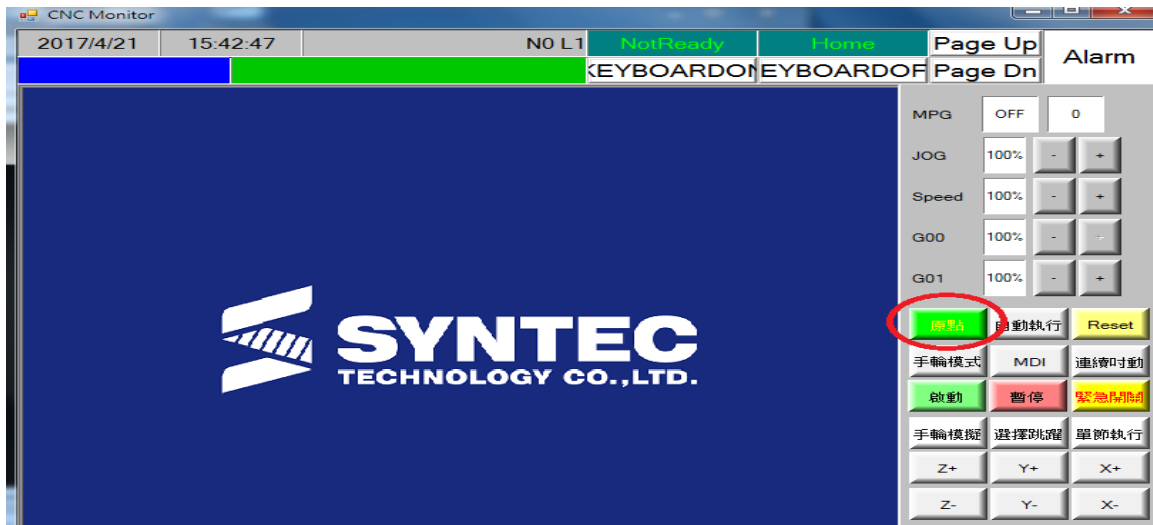 CNC Monitor
2017/4/21 15:42:47 N0 L1 NotReady Home Page Up Alarm
KEYBOARDON EYBOARDOF Page Dn
MPG OFF 0
JOG 100% - +
Speed 100% - +
G00 100% - +
G01 100% - +
原點 自動執行 Reset
手輪模式 MDI 連續吋動
啟動 暫停 緊急開關
手輪模擬 選擇跳躍 單節執行
Z+ Y+ X+
Z- Y- X-
SYNTEC
TECHNOLOGY CO.,LTD.